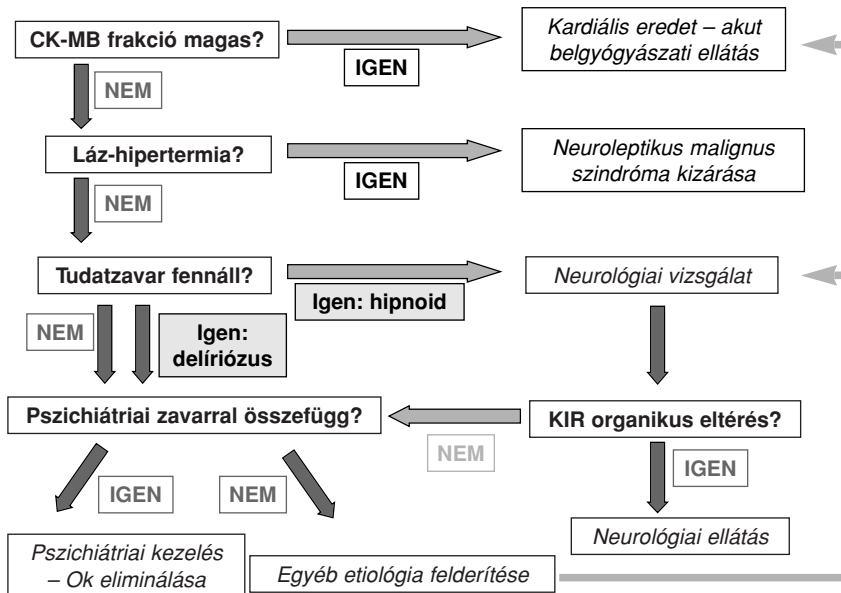 CK-MB frakció magas?
IGEN
Kardiális eredet – akut
belgyógyászati ellátás
NEM
Láz-hipertermia?
IGEN
Neuroleptikus malignus
szindróma kizárása
NEM
Tudatzavar fennáll?
Igen: hipnoid
Neurológiai vizsgálat
NEM
Igen:
delíriózus
Pszichiátriai zavarral összefügg?
NEM
KIR organikus eltérés?
IGEN
NEM
IGEN
Neurológiai ellátás
Pszichiátriai kezelés
– Ok eliminálása
Egyéb etiológia felderítése